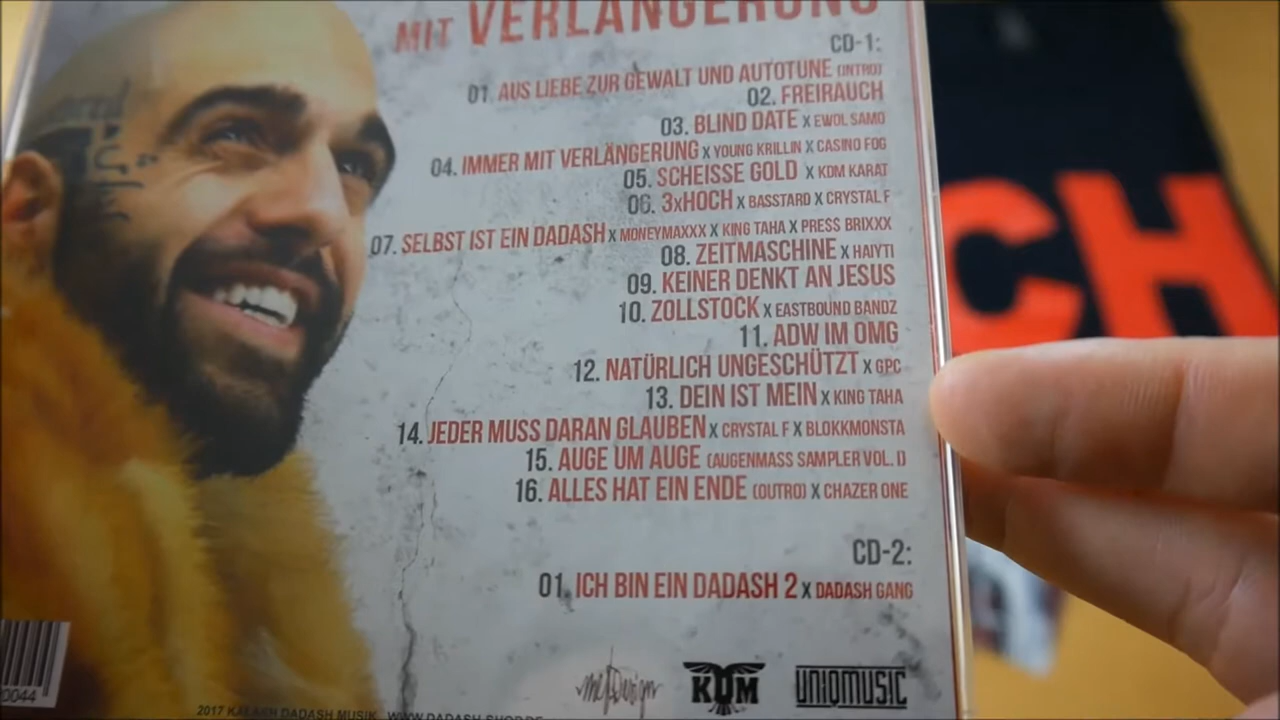 MIT VERLÄNGERUNG
CD-1:
01. AUS LIEBE ZUR GEWALT UND AUTOTUNE (INTRO)
02. FREIRAUCH
03. BLIND DATE X EWOL SAMO
04. IMMER MIT VERLÄNGERUNG X YOUNG KRILLIN X CASINO FOG
05. SCHEISSE GOLD X KDM KARAT
06. 3xHOCH X BASSTARD X CRYSTAL F
07. SELBST IST EIN DADASH X MONEYMAXXX X KING TAHA X PRE$$ BRIXXX
08. ZEITMASCHINE X HAIYTI
09. KEINER DENKT AN JESUS
10. ZOLLSTOCK X EASTBOUND BANDZ
11. ADW IM OMG
12. NATÜRLICH UNGESCHÜTZT X GPC
13. DEIN IST MEIN X KING TAHA
14. JEDER MUSS DARAN GLAUBEN X CRYSTAL F X BLOKKMONSTA
15. AUGE UM AUGE (AUGENMASS SAMPLER VOL. I)
16. ALLES HAT EIN ENDE (OUTRO) X CHAZER ONE
CD-2:
01. ICH BIN EIN DADASH 2 X DADASH GANG
KDM UNIQMUSIC
0044
2017 DADASH MUSIK
CH